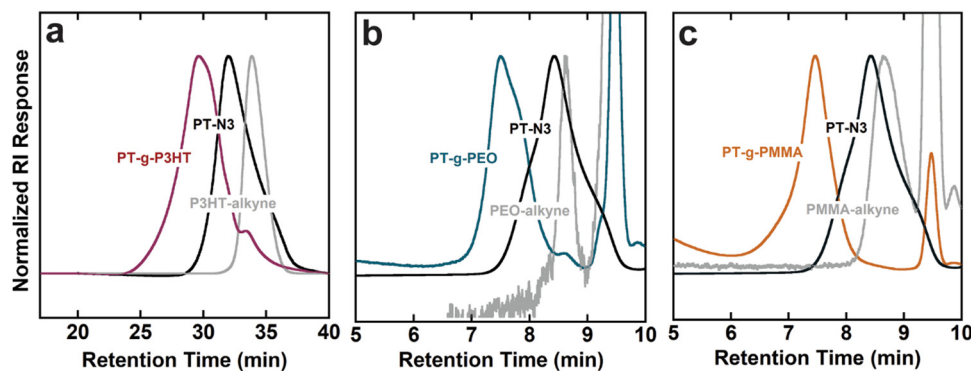 a
b
c
Normalized RI Response
PT-N3
PT-g-P3HT
P3HT-alkyne
20 25 30 35 40
Retention Time (min)
PT-N3
PT-g-PEO
PEO-alkyne
5 6 7 8 9 10
Retention Time (min)
PT-N3
PT-g-PMMA
PMMA-alkyne
5 6 7 8 9 10
Retention Time (min)